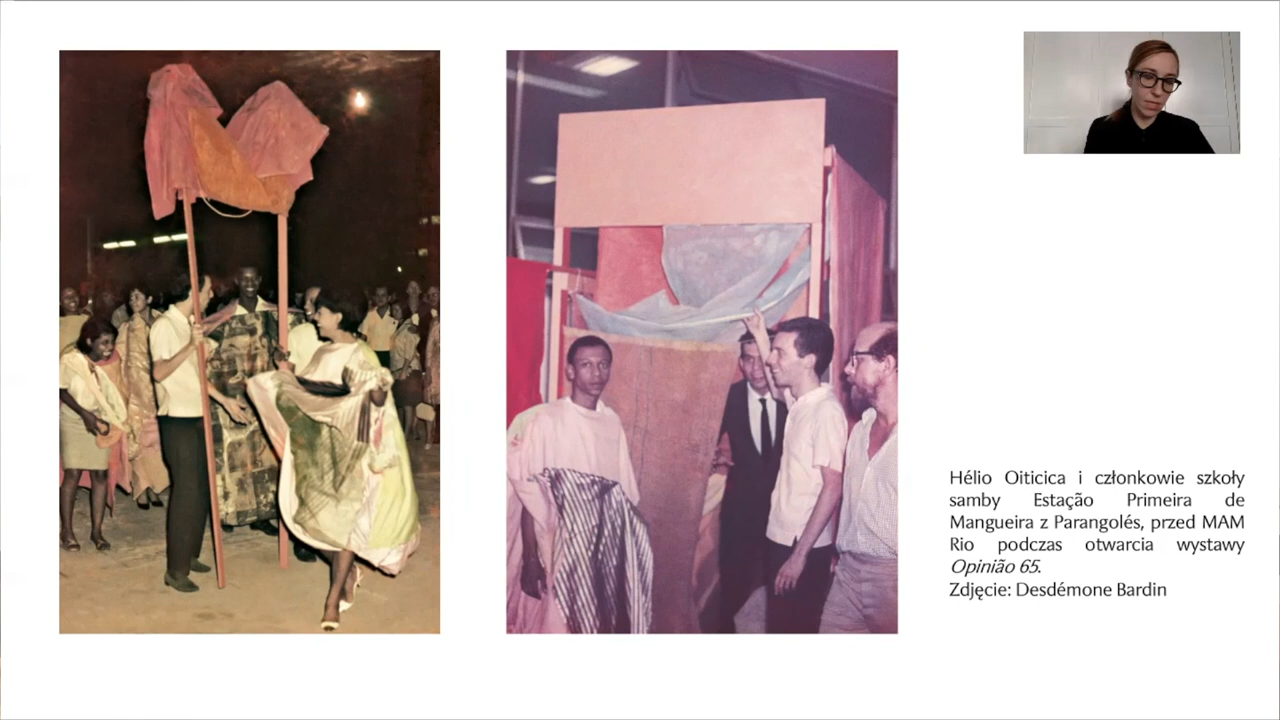 Hélio Oiticica i członkowie szkoły
samby Estação Primeira de
Mangueira z Parangolés, przed MAM
Rio podczas otwarcia wystawy
Opinião 65.
Zdjęcie: Desdémone Bardin